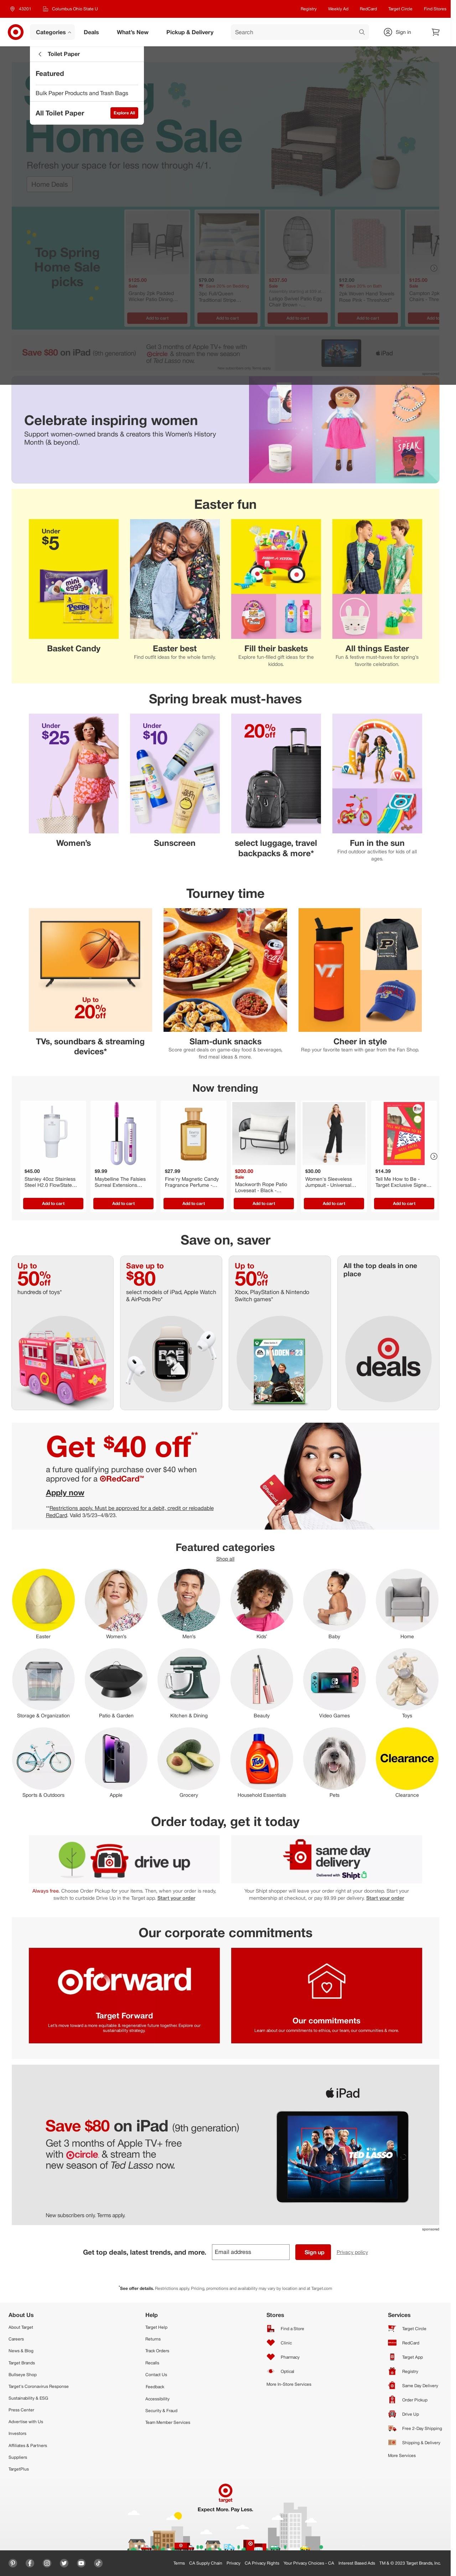 43201
Columbus Ohio State U
Registry
Weekly Ad
RedCard
Target Circle
Find Stores
Categories
Deals
What's New
Pickup & Delivery
Search
Sign in
Toilet Paper
Featured
Bulk Paper Products and Trash Bags
All Toilet Paper
Explore All
Home Sale
Refresh your space for less now through 4/1.
Home Deals
Top Spring
Home Sale
picks
Add to cart
Add to cart
Add to cart
Add to cart
Save $80 on iPad (9th generation)
Get 3 months of Apple TV+ free with
circle & stream the new season
of Ted Lasso now.
iPad
Celebrate inspiring women
Support women-owned brands & creators this Women's History
Month (& beyond).
SPEAK
Easter fun
Under
$5
mini
eggs
Peeps
Basket Candy
Easter best
Find outfit ideas for the whole family.
Fill their baskets
Explore fun-filled gift ideas for the
kiddos.
All things Easter
Fun & festive must-haves for spring's
favorite celebration.
Spring break must-haves
Under
$25
Women's
Under
$10
Sunscreen
20%
off
select luggage, travel
backpacks & more*
Fun in the sun
Find outdoor activities for kids of all
ages.
Tourney time
Up to
20%
off
TVs, soundbars & streaming
devices*
Slam-dunk snacks
Score great deals on game-day food & beverages,
find meal ideas & more.
VT
Cheer in style
Rep your favorite team with gear from the Fan Shop.
Now trending
$45.00
Stanley 40oz Stainless
Steel H2.0 FlowState...
Add to cart
$9.99
Maybelline The Falsies
Surreal Extensions...
Add to cart
$27.99
Fine'ry Magnetic Candy
Fragrance Perfume -...
Add to cart
$200.00
Sale
Mackworth Rope Patio
Loveseat - Black -...
Add to cart
$30.00
Women's Sleeveless
Jumpsuit - Universal...
Add to cart
$14.39
Tell Me How to Be -
Target Exclusive Signe...
Add to cart
Save on, saver
Up to
50%
off
hundreds of toys*
Save up to
$80
select models of iPad, Apple Watch
& AirPods Pro*
Up to
50%
off
Xbox, PlayStation & Nintendo
Switch games*
MADDEN 23
All the top deals in one
place
deals
Get $40 off**
a future qualifying purchase over $40 when
approved for a RedCard™
Apply now
**Restrictions apply. Must be approved for a debit, credit or reloadable
RedCard. Valid 3/5/23–4/8/23.
Featured categories
Shop all
Easter
Women's
Men's
Kids'
Baby
Home
Storage & Organization
Patio & Garden
Kitchen & Dining
Beauty
Video Games
Toys
Tide
Clearance
Sports & Outdoors
Apple
Grocery
Household Essentials
Pets
Clearance
Order today, get it today
drive up
Always free. Choose Order Pickup for your items. Then, when your order is ready,
switch to curbside Drive Up in the Target app. Start your order
same day
delivery
Delivered with Shipt
Your Shipt shopper will leave your order right at your doorstep. Start your
membership at checkout, or pay $9.99 per delivery. Start your order
Our corporate commitments
forward
Target Forward
Let's move toward a more equitable & regenerative future together. Explore our
sustainability strategy.
Our commitments
Learn about our commitments to ethics, our team, our communities & more.
Save $80 on iPad (9th generation)
Get 3 months of Apple TV+ free
with circle & stream the
new season of Ted Lasso now.
New subscribers only. Terms apply.
iPad
TED LASSO
sponsored
Get top deals, latest trends, and more.
Email address
Sign up
Privacy policy
*See offer details. Restrictions apply. Pricing, promotions and availability may vary by location and at Target.com
About Us
About Target
Careers
News & Blog
Target Brands
Bullseye Shop
Target's Coronavirus Response
Sustainability & ESG
Press Center
Advertise with Us
Investors
Affiliates & Partners
Suppliers
TargetPlus
Help
Target Help
Returns
Track Orders
Recalls
Contact Us
Feedback
Accessibility
Security & Fraud
Team Member Services
Stores
Find a Store
Clinic
Pharmacy
Optical
More In-Store Services
Services
Target Circle
RedCard
Target App
Registry
Same Day Delivery
Order Pickup
Drive Up
Free 2-Day Shipping
Shipping & Delivery
More Services
target
Expect More. Pay Less.
Terms
CA Supply Chain
Privacy
CA Privacy Rights
Your Privacy Choices - CA
Interest Based Ads
TM & © 2023 Target Brands, Inc.